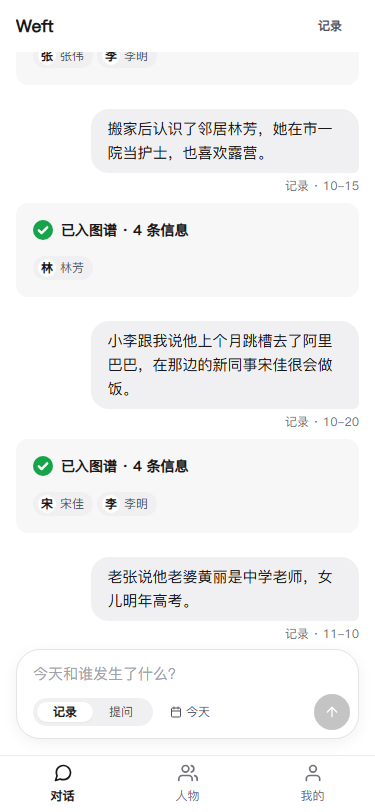 Weft
记录
张 张伟 李 李明
搬家后认识了邻居林芳，她在市一
院当护士，也喜欢露营。
记录 · 10-15
已入图谱 · 4 条信息
林 林芳
小李跟我说他上个月跳槽去了阿里
巴巴，在那边的新同事宋佳很会做
饭。
记录 · 10-20
已入图谱 · 4 条信息
宋 宋佳 李 李明
老张说他老婆黄丽是中学老师，女
儿明年高考。
记录 · 11-10
今天和谁发生了什么?
记录 提问 今天
对话 人物 我的